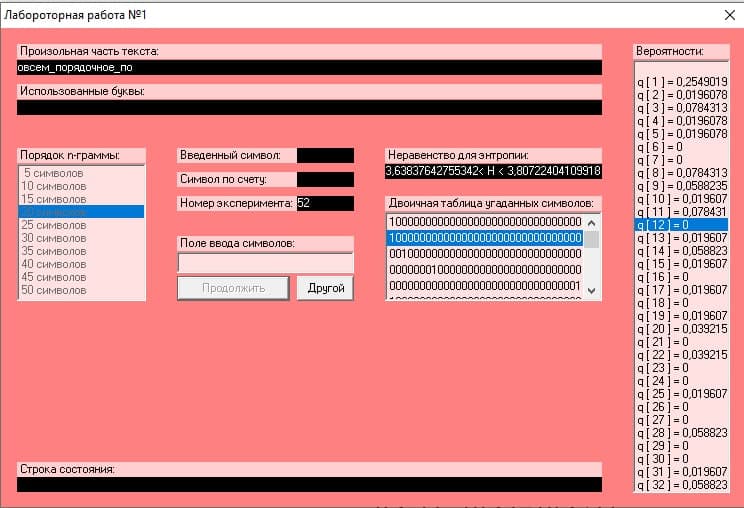 Лабороторная работа №1
Произольная часть текста:
овсем_порядочное_по
Использованные буквы:
Порядок n-граммы:
5 символов
10 символов
15 символов
25 символов
30 символов
35 символов
40 символов
45 символов
50 символов
Введенный символ:
Символ по счету:
Номер эксперимента: 52
Поле ввода символов:
Продолжить
Другой
Неравенство для энтропии:
3,63837642755342< H < 3,80722404109918
Двоичная таблица угаданных символов:
10000000000000000000000000000000
10000000000000000000000000000000
00100000000000000000000000000000
00000001000000000000000000000000
00000000000000000000000000000001
Строка состояния:
Вероятности:
q [ 1 ] = 0,2549019
q [ 2 ] = 0,0196078
q [ 3 ] = 0,0784313
q [ 4 ] = 0,0196078
q [ 5 ] = 0,0196078
q [ 6 ] = 0
q [ 7 ] = 0
q [ 8 ] = 0,0784313
q [ 9 ] = 0,0588235
q [ 10 ] = 0,019607
q [ 11 ] = 0,078431
q [ 12 ] = 0
q [ 13 ] = 0,019607
q [ 14 ] = 0,058823
q [ 15 ] = 0,019607
q [ 16 ] = 0
q [ 17 ] = 0,019607
q [ 18 ] = 0
q [ 19 ] = 0,019607
q [ 20 ] = 0,039215
q [ 21 ] = 0
q [ 22 ] = 0,039215
q [ 23 ] = 0
q [ 24 ] = 0
q [ 25 ] = 0,019607
q [ 26 ] = 0
q [ 27 ] = 0
q [ 28 ] = 0,058823
q [ 29 ] = 0
q [ 30 ] = 0
q [ 31 ] = 0,019607
q [ 32 ] = 0,058823